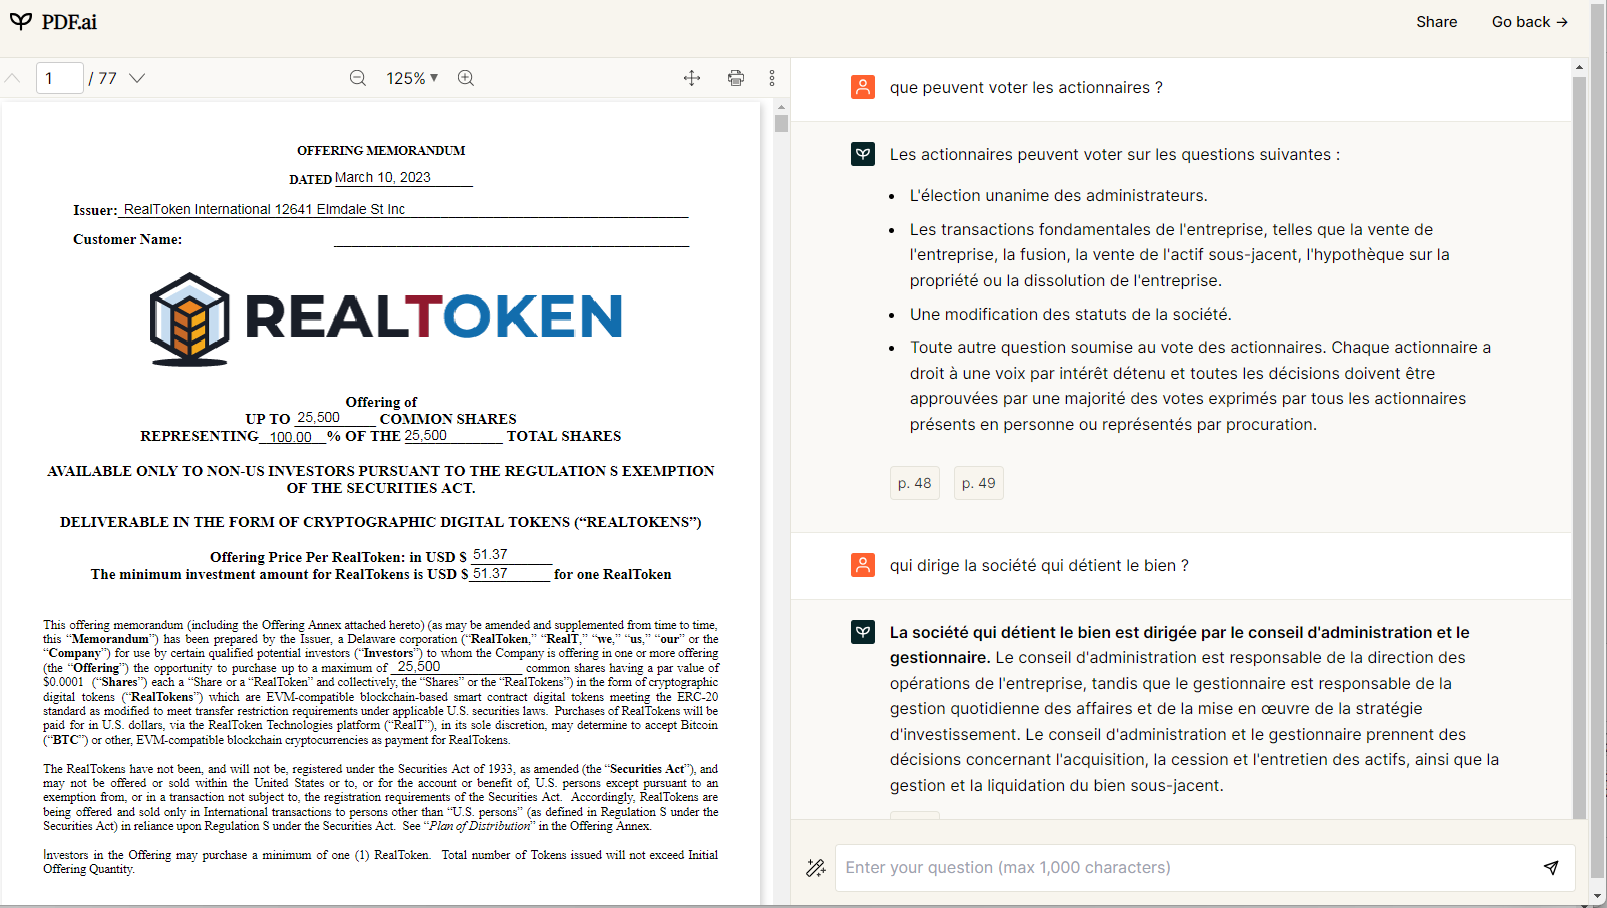 PDF.ai
Share
Go back →
1 / 77
125% ▼
OFFERING MEMORANDUM
DATED March 10, 2023
Issuer: RealToken International 12641 Elmdale St Inc
Customer Name:
REALTOKEN
Offering of
UP TO 25,500 COMMON SHARES
REPRESENTING 100.00 % OF THE 25,500 TOTAL SHARES
AVAILABLE ONLY TO NON-US INVESTORS PURSUANT TO THE REGULATION S EXEMPTION
OF THE SECURITIES ACT.
DELIVERABLE IN THE FORM OF CRYPTOGRAPHIC DIGITAL TOKENS (“REALTOKENS”)
Offering Price Per RealToken: in USD $ 51.37
The minimum investment amount for RealTokens is USD $ 51.37 for one RealToken
This offering memorandum (including the Offering Annex attached hereto) (as may be amended and supplemented from time to time,
this “Memorandum”) has been prepared by the Issuer, a Delaware corporation (“RealToken,” “RealT,” “we,” “us,” “our” or the
“Company”) for use by certain qualified potential investors (“Investors”) to whom the Company is offering in one or more offering
(the “Offering”) the opportunity to purchase up to a maximum of 25,500 common shares having a par value of
$0.0001 (“Shares”) each a “Share or a “RealToken” and collectively, the “Shares” or the “RealTokens”) in the form of cryptographic
digital tokens (“RealTokens”) which are EVM-compatible blockchain-based smart contract digital tokens meeting the ERC-20
standard as modified to meet transfer restriction requirements under applicable U.S. securities laws. Purchases of RealTokens will be
paid for in U.S. dollars, via the RealToken Technologies platform (“RealT”), in its sole discretion, may determine to accept Bitcoin
(“BTC”) or other, EVM-compatible blockchain cryptocurrencies as payment for RealTokens.
The RealTokens have not been, and will not be, registered under the Securities Act of 1933, as amended (the “Securities Act”), and
may not be offered or sold within the United States or to, or for the account or benefit of, U.S. persons except pursuant to an
exemption from, or in a transaction not subject to, the registration requirements of the Securities Act. Accordingly, RealTokens are
being offered and sold only in International transactions to persons other than “U.S. persons” (as defined in Regulation S under the
Securities Act) in reliance upon Regulation S under the Securities Act. See “Plan of Distribution” in the Offering Annex.
Investors in the Offering may purchase a minimum of one (1) RealToken. Total number of Tokens issued will not exceed Initial
Offering Quantity.
que peuvent voter les actionnaires ?
Les actionnaires peuvent voter sur les questions suivantes :
• L'élection unanime des administrateurs.
• Les transactions fondamentales de l'entreprise, telles que la vente de
l'entreprise, la fusion, la vente de l'actif sous-jacent, l'hypothèque sur la
propriété ou la dissolution de l'entreprise.
• Une modification des statuts de la société.
• Toute autre question soumise au vote des actionnaires. Chaque actionnaire a
droit à une voix par intérêt détenu et toutes les décisions doivent être
approuvées par une majorité des votes exprimés par tous les actionnaires
présents en personne ou représentés par procuration.
p. 48
p. 49
qui dirige la société qui détient le bien ?
La société qui détient le bien est dirigée par le conseil d'administration et le
gestionnaire. Le conseil d'administration est responsable de la direction des
opérations de l'entreprise, tandis que le gestionnaire est responsable de la
gestion quotidienne des affaires et de la mise en œuvre de la stratégie
d'investissement. Le conseil d'administration et le gestionnaire prennent des
décisions concernant l'acquisition, la cession et l'entretien des actifs, ainsi que la
gestion et la liquidation du bien sous-jacent.
Enter your question (max 1,000 characters)